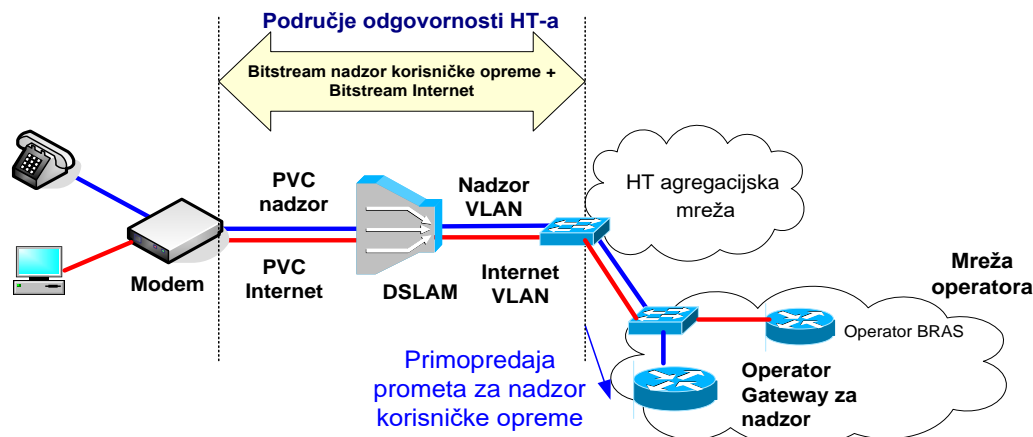 Područje odgovornosti HT-a
Bitstream nadzor korisničke opreme +
Bitstream Internet
HT agregacijska
mreža
PVC
nadzor
Nadzor
VLAN
Modem
PVC
Internet
DSLAM
Internet
VLAN
Mreža
operatora
Operator BRAS
Primopredaja
prometa za nadzor
korisničke opreme
Operator
Gateway za
nadzor